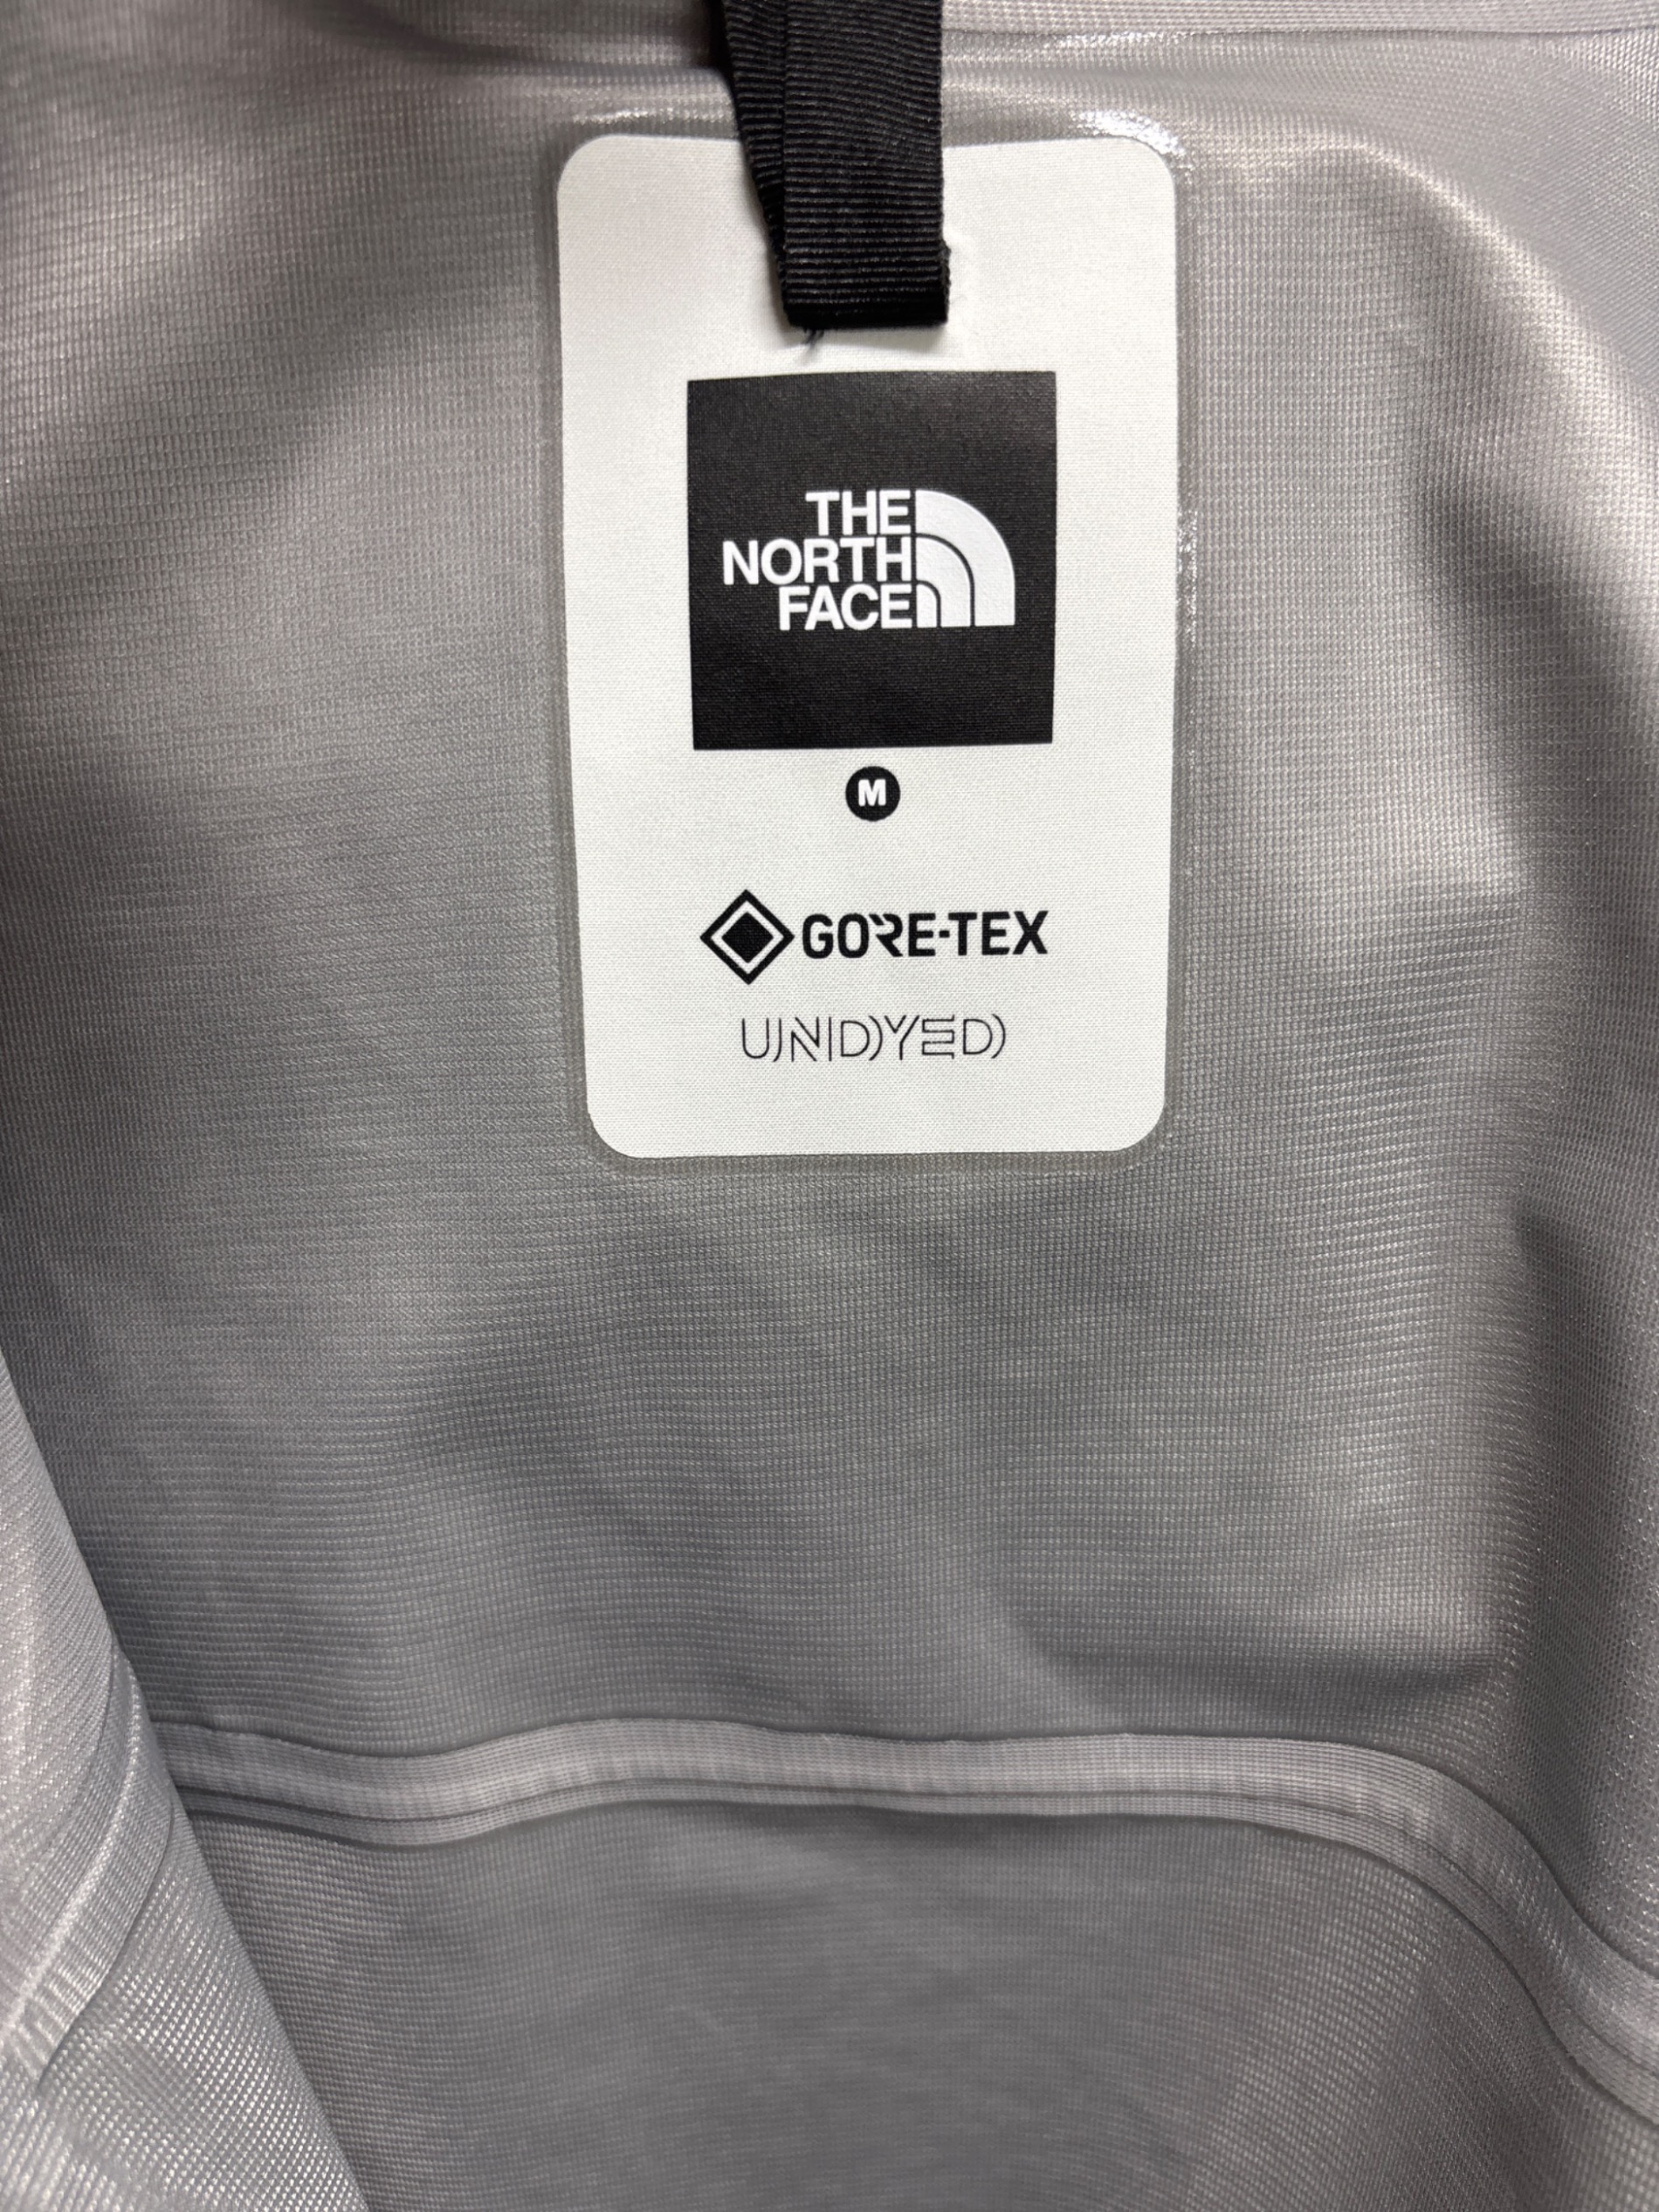 THE
NORTH
FACE
M
GORE-TEX
UNDYED